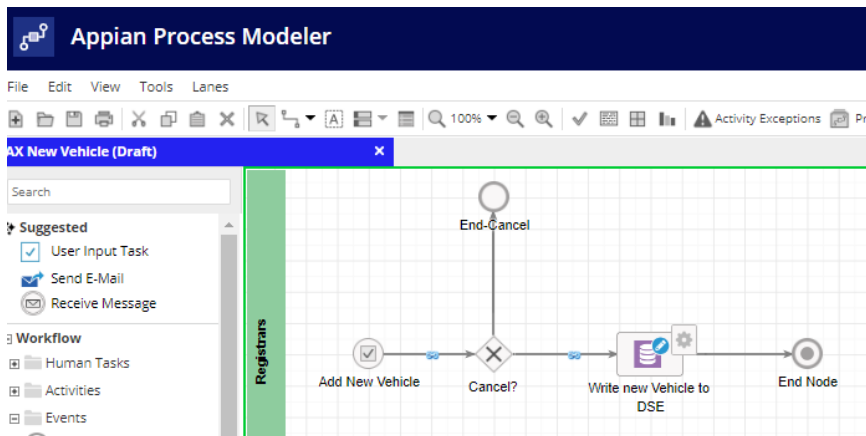 Appian Process Modeler
File Edit View Tools Lanes
A 100% Activity Exceptions Pr
AX New Vehicle (Draft) ×
Search
Suggested
User Input Task
Send E-Mail
Receive Message
Workflow
Human Tasks
Activities
Events
Registrars
End-Cancel
Add New Vehicle
Cancel?
Write new Vehicle to
DSE
End Node